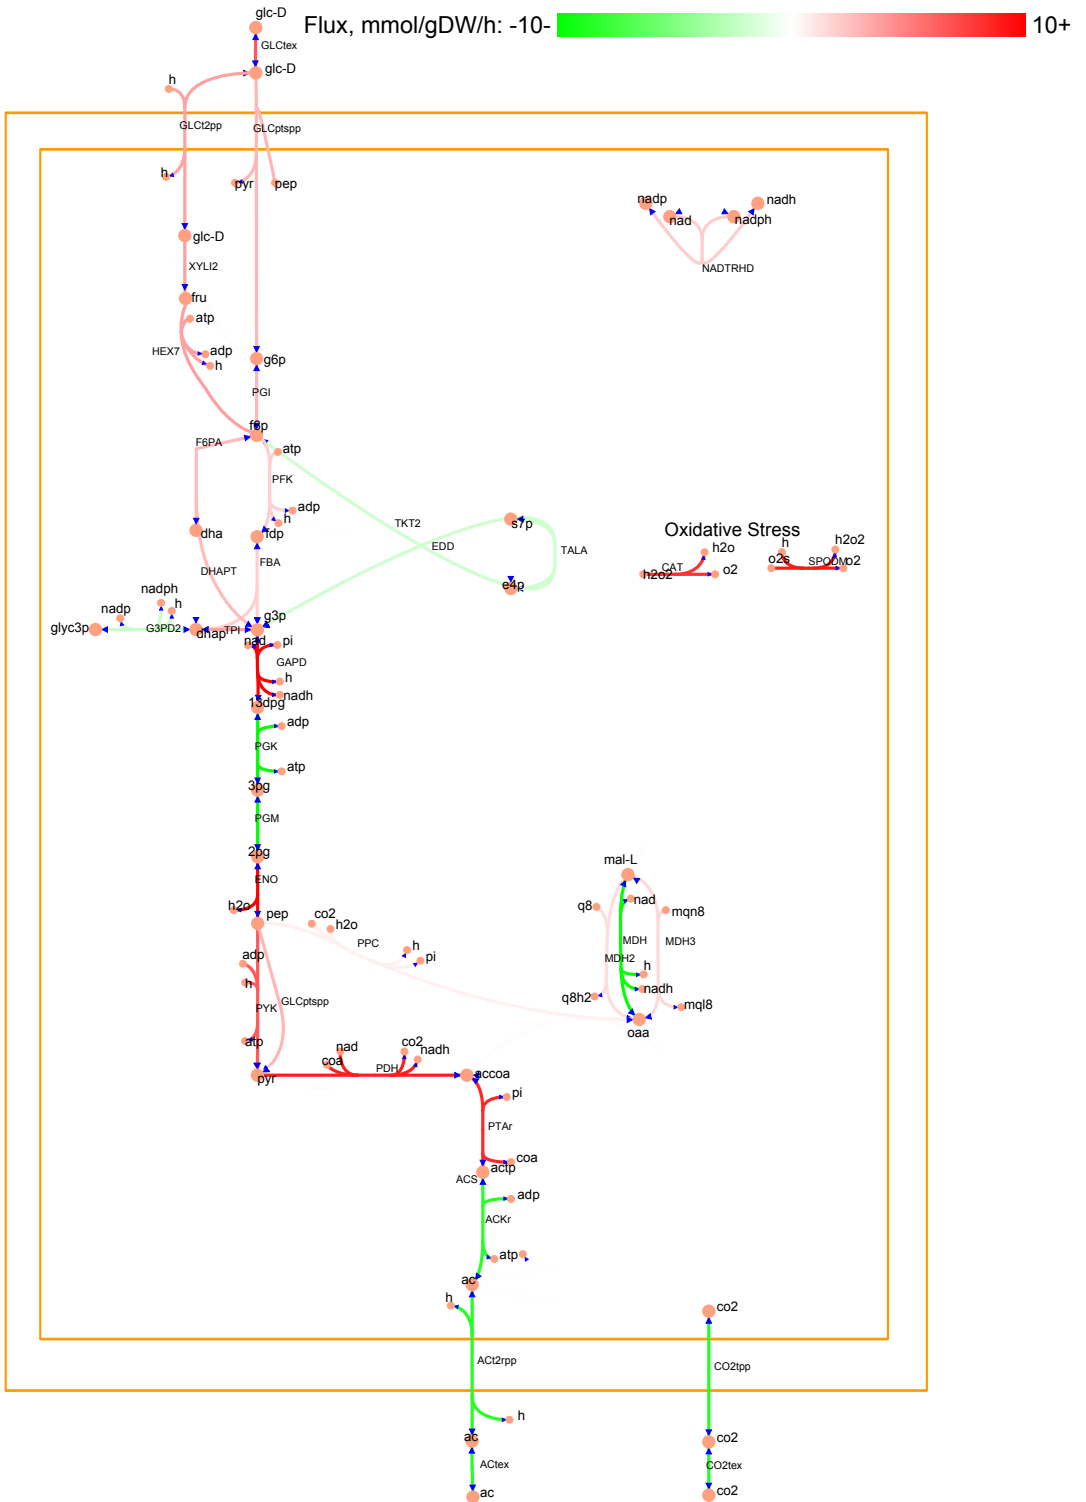 glc-D
Flux, mmol/gDW/h: -10-
10+
GLCtex
glc-D
h
GLCt2pp
GLCptspp
h
pyr
pep
nadp
nadh
nad
nadph
glc-D
XYLI2
NADTRHD
fru
atp
HEX7
adp
h
g6p
PGI
f6p
F6PA
atp
PFK
adp
h
dha
fdp
TKT2
s7p
EDD
TALA
Oxidative Stress
h2o
h
h2o2
DHAPT
FBA
CAT
o2s
SPODM
o2
h2o2
o2
e4p
nadph
nadp
h
g3p
glyc3p
G3PD2
dhap
TPI
nad
pi
GAPD
h
nadh
13dpg
adp
PGK
atp
3pg
PGM
2pg
mal-L
ENO
h2o
pep
co2
h2o
q8
nad
mqn8
PPC
h
pi
MDH
MDH3
adp
MDH2
h
h
nadh
q8h2
mql8
PYK
GLCptspp
atp
oaa
nad
co2
nadh
coa
PDH
pyr
accoa
pi
PTAr
coa
actp
ACS
adp
ACKr
atp
ac
h
co2
ACt2rpp
CO2tpp
h
ac
co2
ACtex
CO2tex
ac
co2